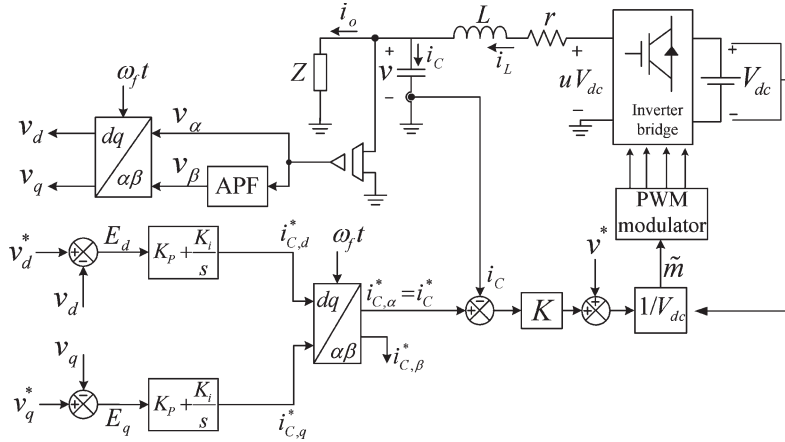 i_o
L
r
+
Z
v
i_C
−
i_L
+
uV_dc
−
Inverter
bridge
+
V_dc
−
ω_f t
v_d
v_q
dq
αβ
v_α
v_β
APF
PWM
modulator
v_d^*
+
−
E_d
v_d
K_P + K_i/s
i_{C,d}^*
ω_f t
dq
αβ
i_{C,α}^* = i_C^*
i_{C,β}^*
i_C
+
−
K
v^*
+
+
m̃
1/V_dc
v_q
v_q^*
+
−
E_q
K_P + K_i/s
i_{C,q}^*